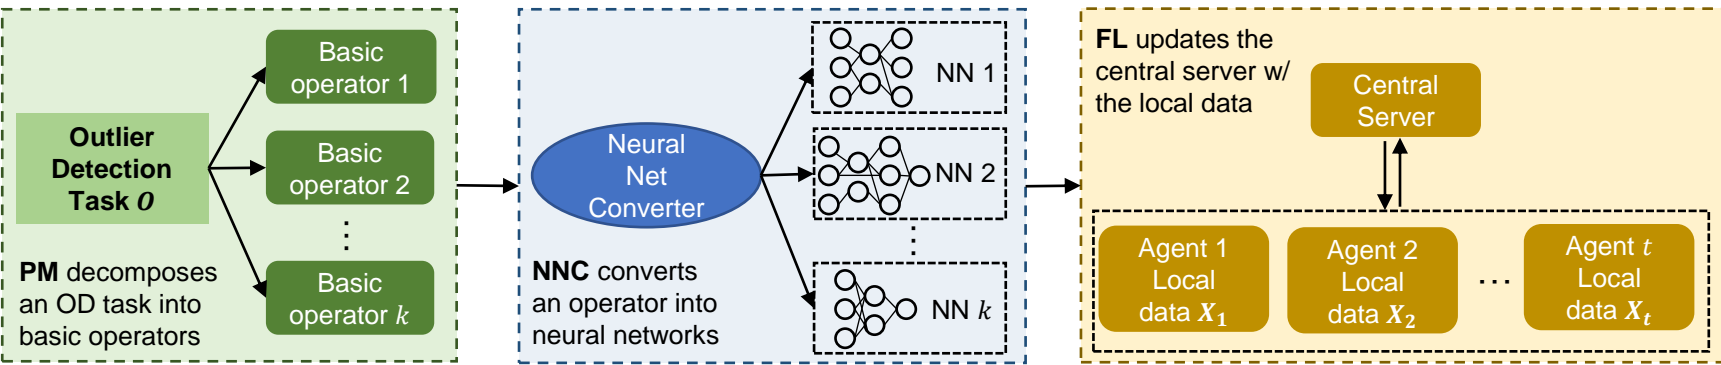 Outlier
Detection
Task O
Basic
operator 1
Basic
operator 2
⋮
Basic
operator k
PM decomposes
an OD task into
basic operators
Neural
Net
Converter
NN 1
NN 2
⋮
NN k
NNC converts
an operator into
neural networks
FL updates the
central server w/
the local data
Central
Server
Agent 1
Local
data X₁
Agent 2
Local
data X₂
⋯
Agent t
Local
data Xₜ